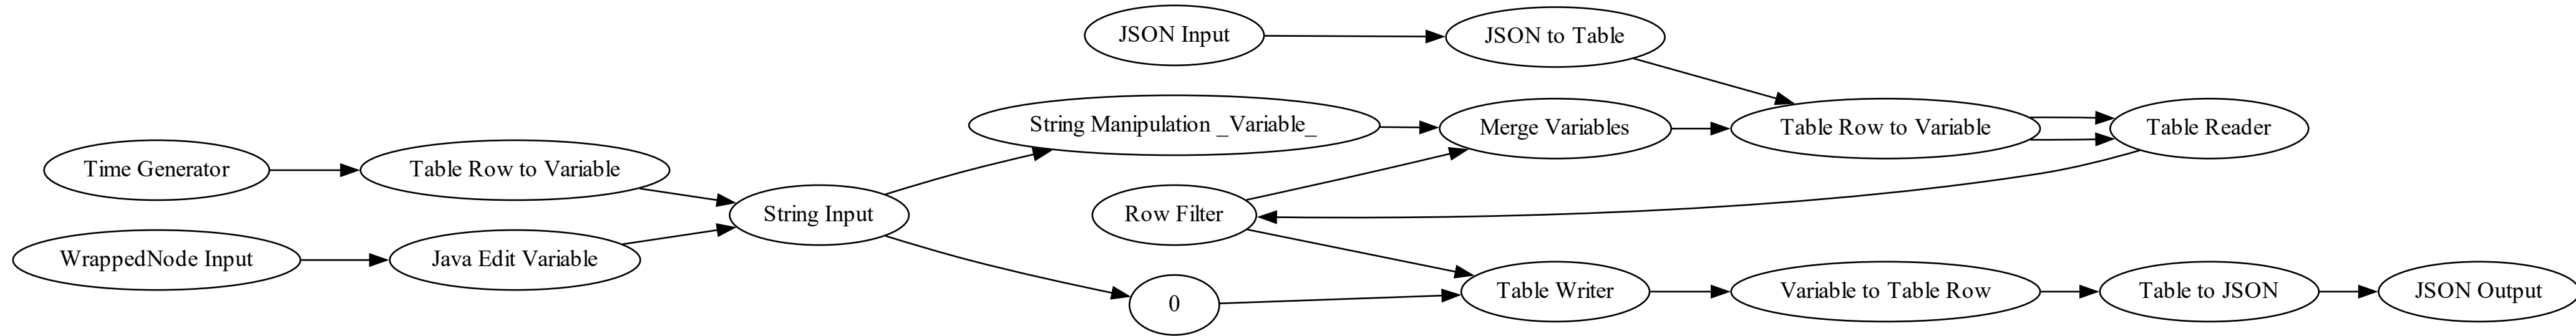 JSON Input
JSON to Table
String Manipulation _Variable_
Merge Variables
Table Row to Variable
Table Reader
Time Generator
Table Row to Variable
String Input
Row Filter
WrappedNode Input
Java Edit Variable
0
Table Writer
Variable to Table Row
Table to JSON
JSON Output